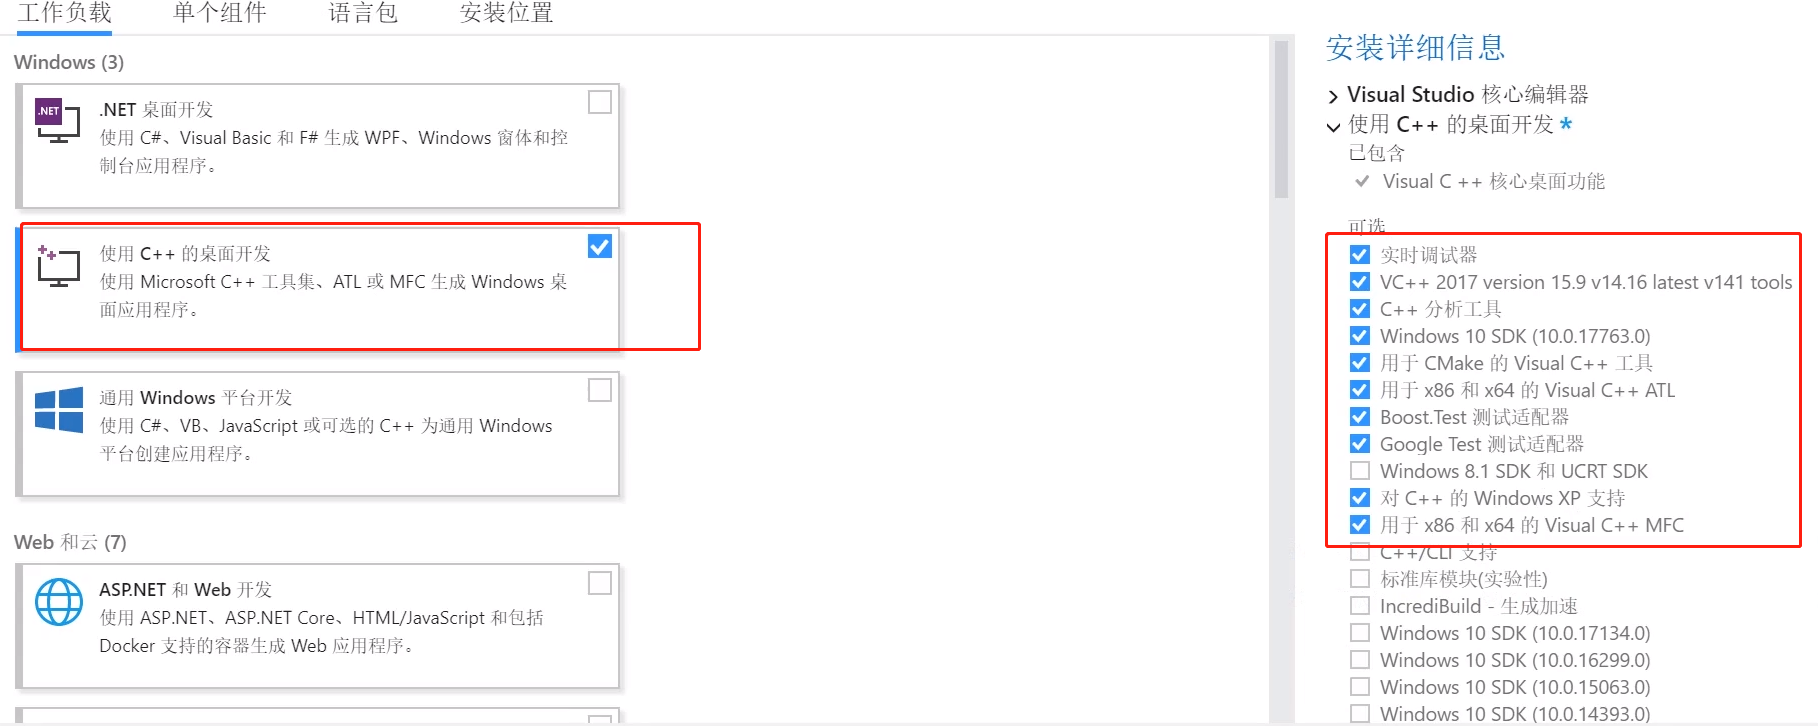 工作负载 单个组件 语言包 安装位置
Windows (3)
.NET
.NET 桌面开发
使用 C#、Visual Basic 和 F# 生成 WPF、Windows 窗体和控
制台应用程序。
使用 C++ 的桌面开发
使用 Microsoft C++ 工具集、ATL 或 MFC 生成 Windows 桌
面应用程序。
通用 Windows 平台开发
使用 C#、VB、JavaScript 或可选的 C++ 为通用 Windows
平台创建应用程序。
Web 和云 (7)
ASP.NET 和 Web 开发
使用 ASP.NET、ASP.NET Core、HTML/JavaScript 和包括
Docker 支持的容器生成 Web 应用程序。
安装详细信息
Visual Studio 核心编辑器
使用 C++ 的桌面开发 *
已包含
Visual C ++ 核心桌面功能
可选
实时调试器
VC++ 2017 version 15.9 v14.16 latest v141 tools
C++ 分析工具
Windows 10 SDK (10.0.17763.0)
用于 CMake 的 Visual C++ 工具
用于 x86 和 x64 的 Visual C++ ATL
Boost.Test 测试适配器
Google Test 测试适配器
Windows 8.1 SDK 和 UCRT SDK
对 C++ 的 Windows XP 支持
用于 x86 和 x64 的 Visual C++ MFC
C++/CLI 支持
标准库模块(实验性)
IncrediBuild - 生成加速
Windows 10 SDK (10.0.17134.0)
Windows 10 SDK (10.0.16299.0)
Windows 10 SDK (10.0.15063.0)
Windows 10 SDK (10.0.14393.0)